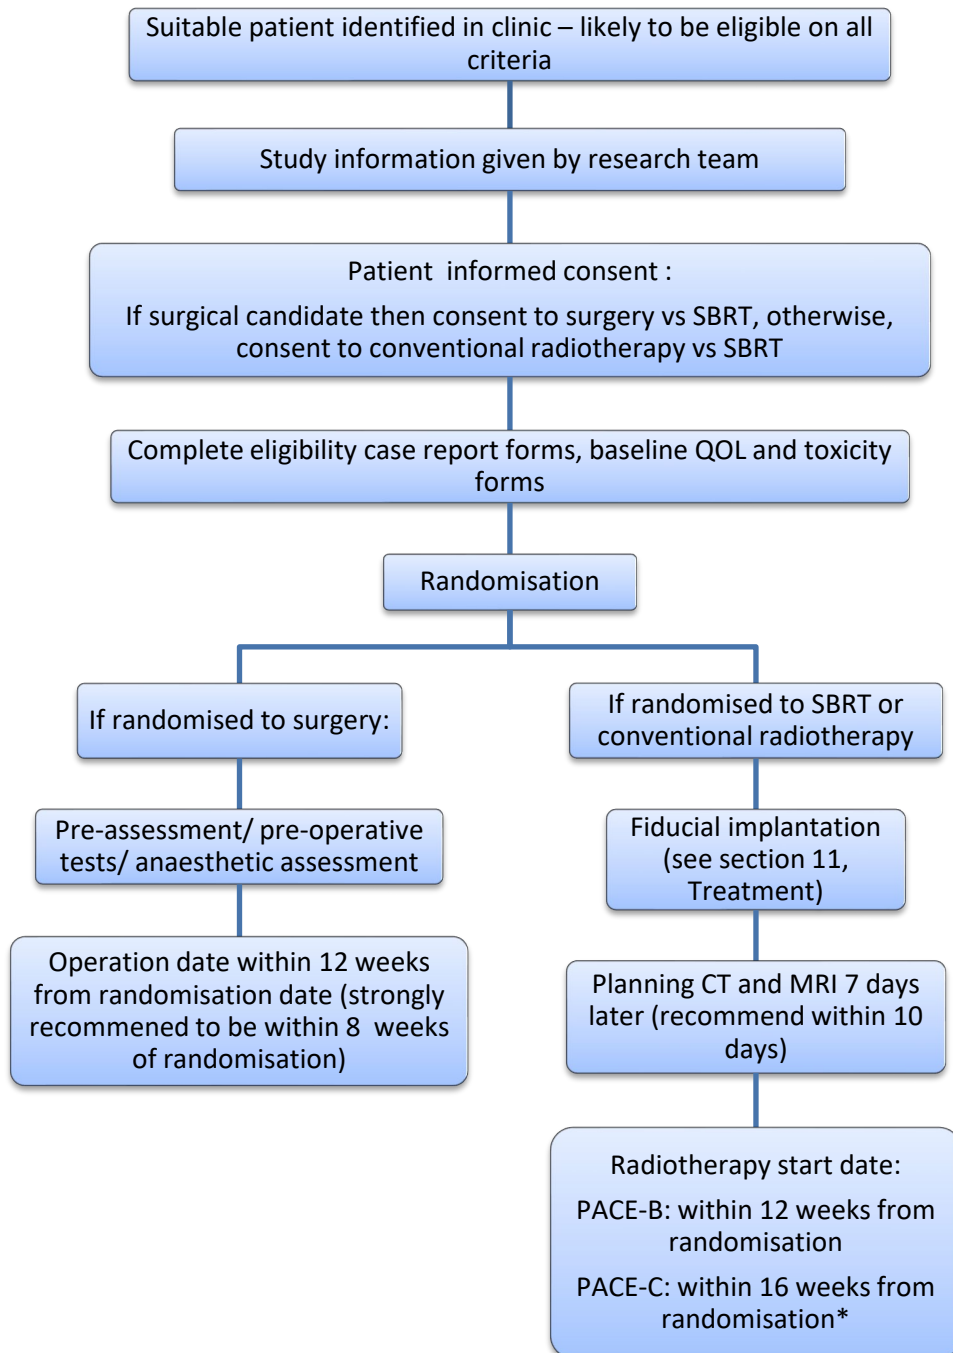 Suitable patient identified in clinic – likely to be eligible on all
criteria
Study information given by research team
Patient informed consent :
If surgical candidate then consent to surgery vs SBRT, otherwise,
consent to conventional radiotherapy vs SBRT
Complete eligibility case report forms, baseline QOL and toxicity
forms
Randomisation
If randomised to surgery:
Pre-assessment/ pre-operative
tests/ anaesthetic assessment
Operation date within 12 weeks
from randomisation date (strongly
recommened to be within 8 weeks
of randomisation)
If randomised to SBRT or
conventional radiotherapy
Fiducial implantation
(see section 11,
Treatment)
Planning CT and MRI 7 days
later (recommend within 10
days)
Radiotherapy start date:
PACE-B: within 12 weeks from
randomisation
PACE-C: within 16 weeks from
randomisation*